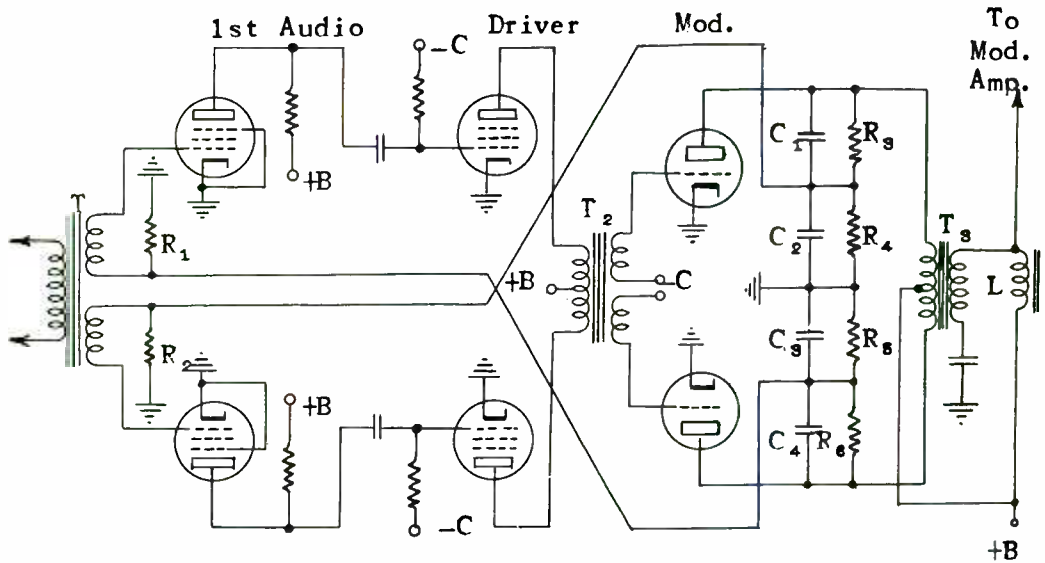 1st Audio
Driver
Mod.
To
Mod.
Amp.
-C
+B
T
R1
T2
+B
-C
C1
R3
C2
R4
C3
R5
C4
R6
T3
L
R2
+B
-C
+B